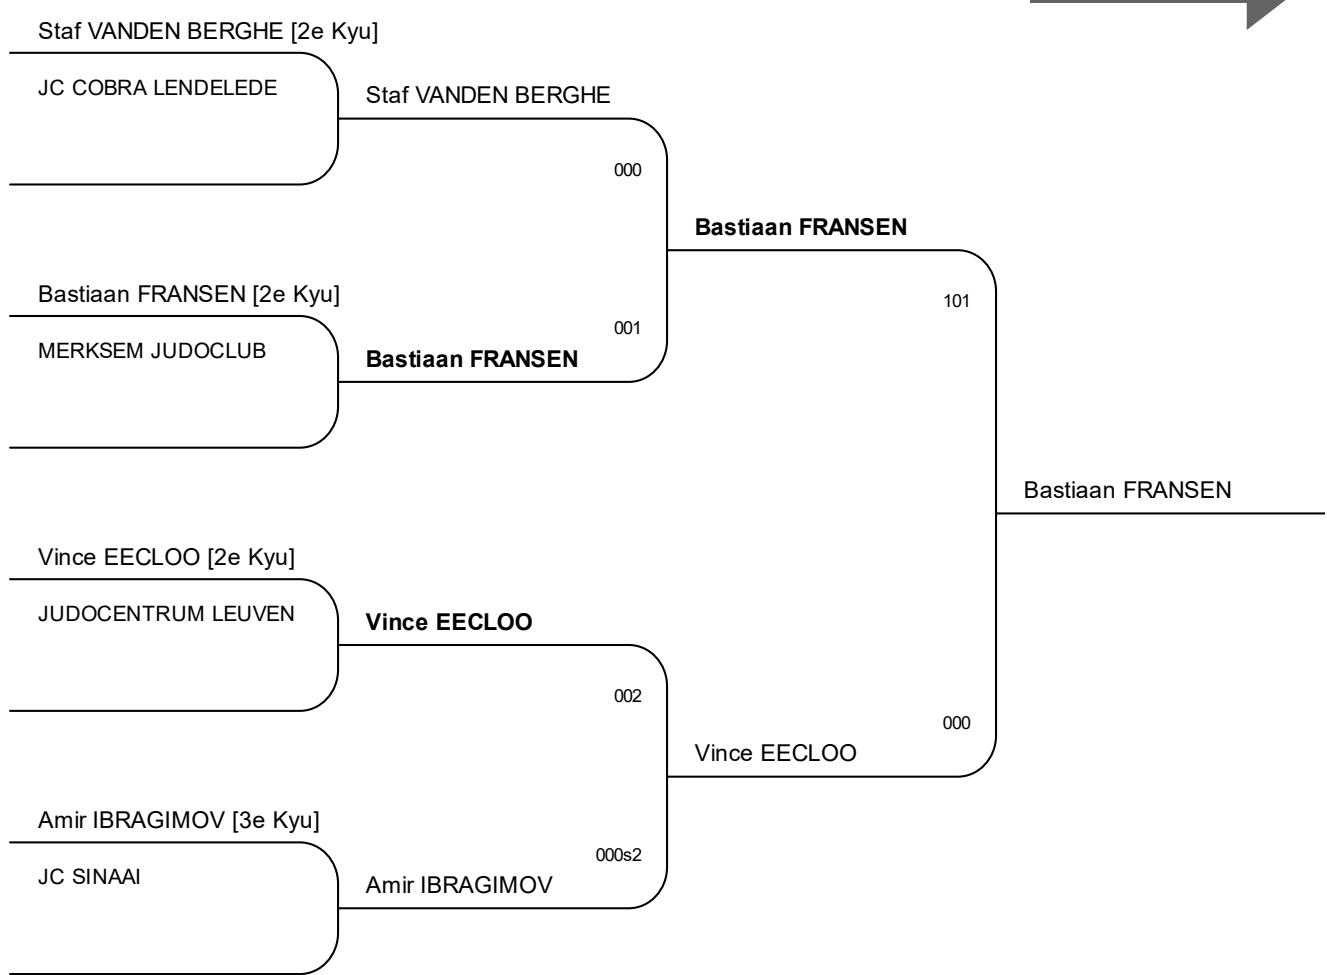 Staf VANDEN BERGHE [2e Kyu]
JC COBRA LENDELEDE
Staf VANDEN BERGHE
000
Bastiaan FRANSEN
Bastiaan FRANSEN [2e Kyu]
101
001
MERKSEM JUDOCLUB
Bastiaan FRANSEN
Bastiaan FRANSEN
Vince EECLOO [2e Kyu]
JUDOCENTRUM LEUVEN
Vince EECLOO
002
000
Vince EECLOO
Amir IBRAGIMOV [3e Kyu]
000s2
JC SINAAI
Amir IBRAGIMOV